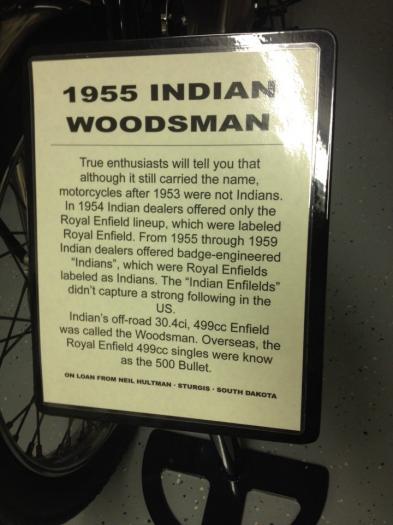 1955 INDIAN
WOODSMAN
True enthusiasts will tell you that
although it still carried the name,
motorcycles after 1953 were not Indians.
In 1954 Indian dealers offered only the
Royal Enfield lineup, which were labeled
Royal Enfield. From 1955 through 1959
Indian dealers offered badge-engineered
"Indians", which were Royal Enfields
labeled as Indians. The "Indian Enfilelds"
didn't capture a strong following in the
US.
Indian's off-road 30.4ci, 499cc Enfield
was called the Woodsman. Overseas, the
Royal Enfield 499cc singles were know
as the 500 Bullet.
ON LOAN FROM NEIL HULTMAN - STURGIS - SOUTH DAKOTA